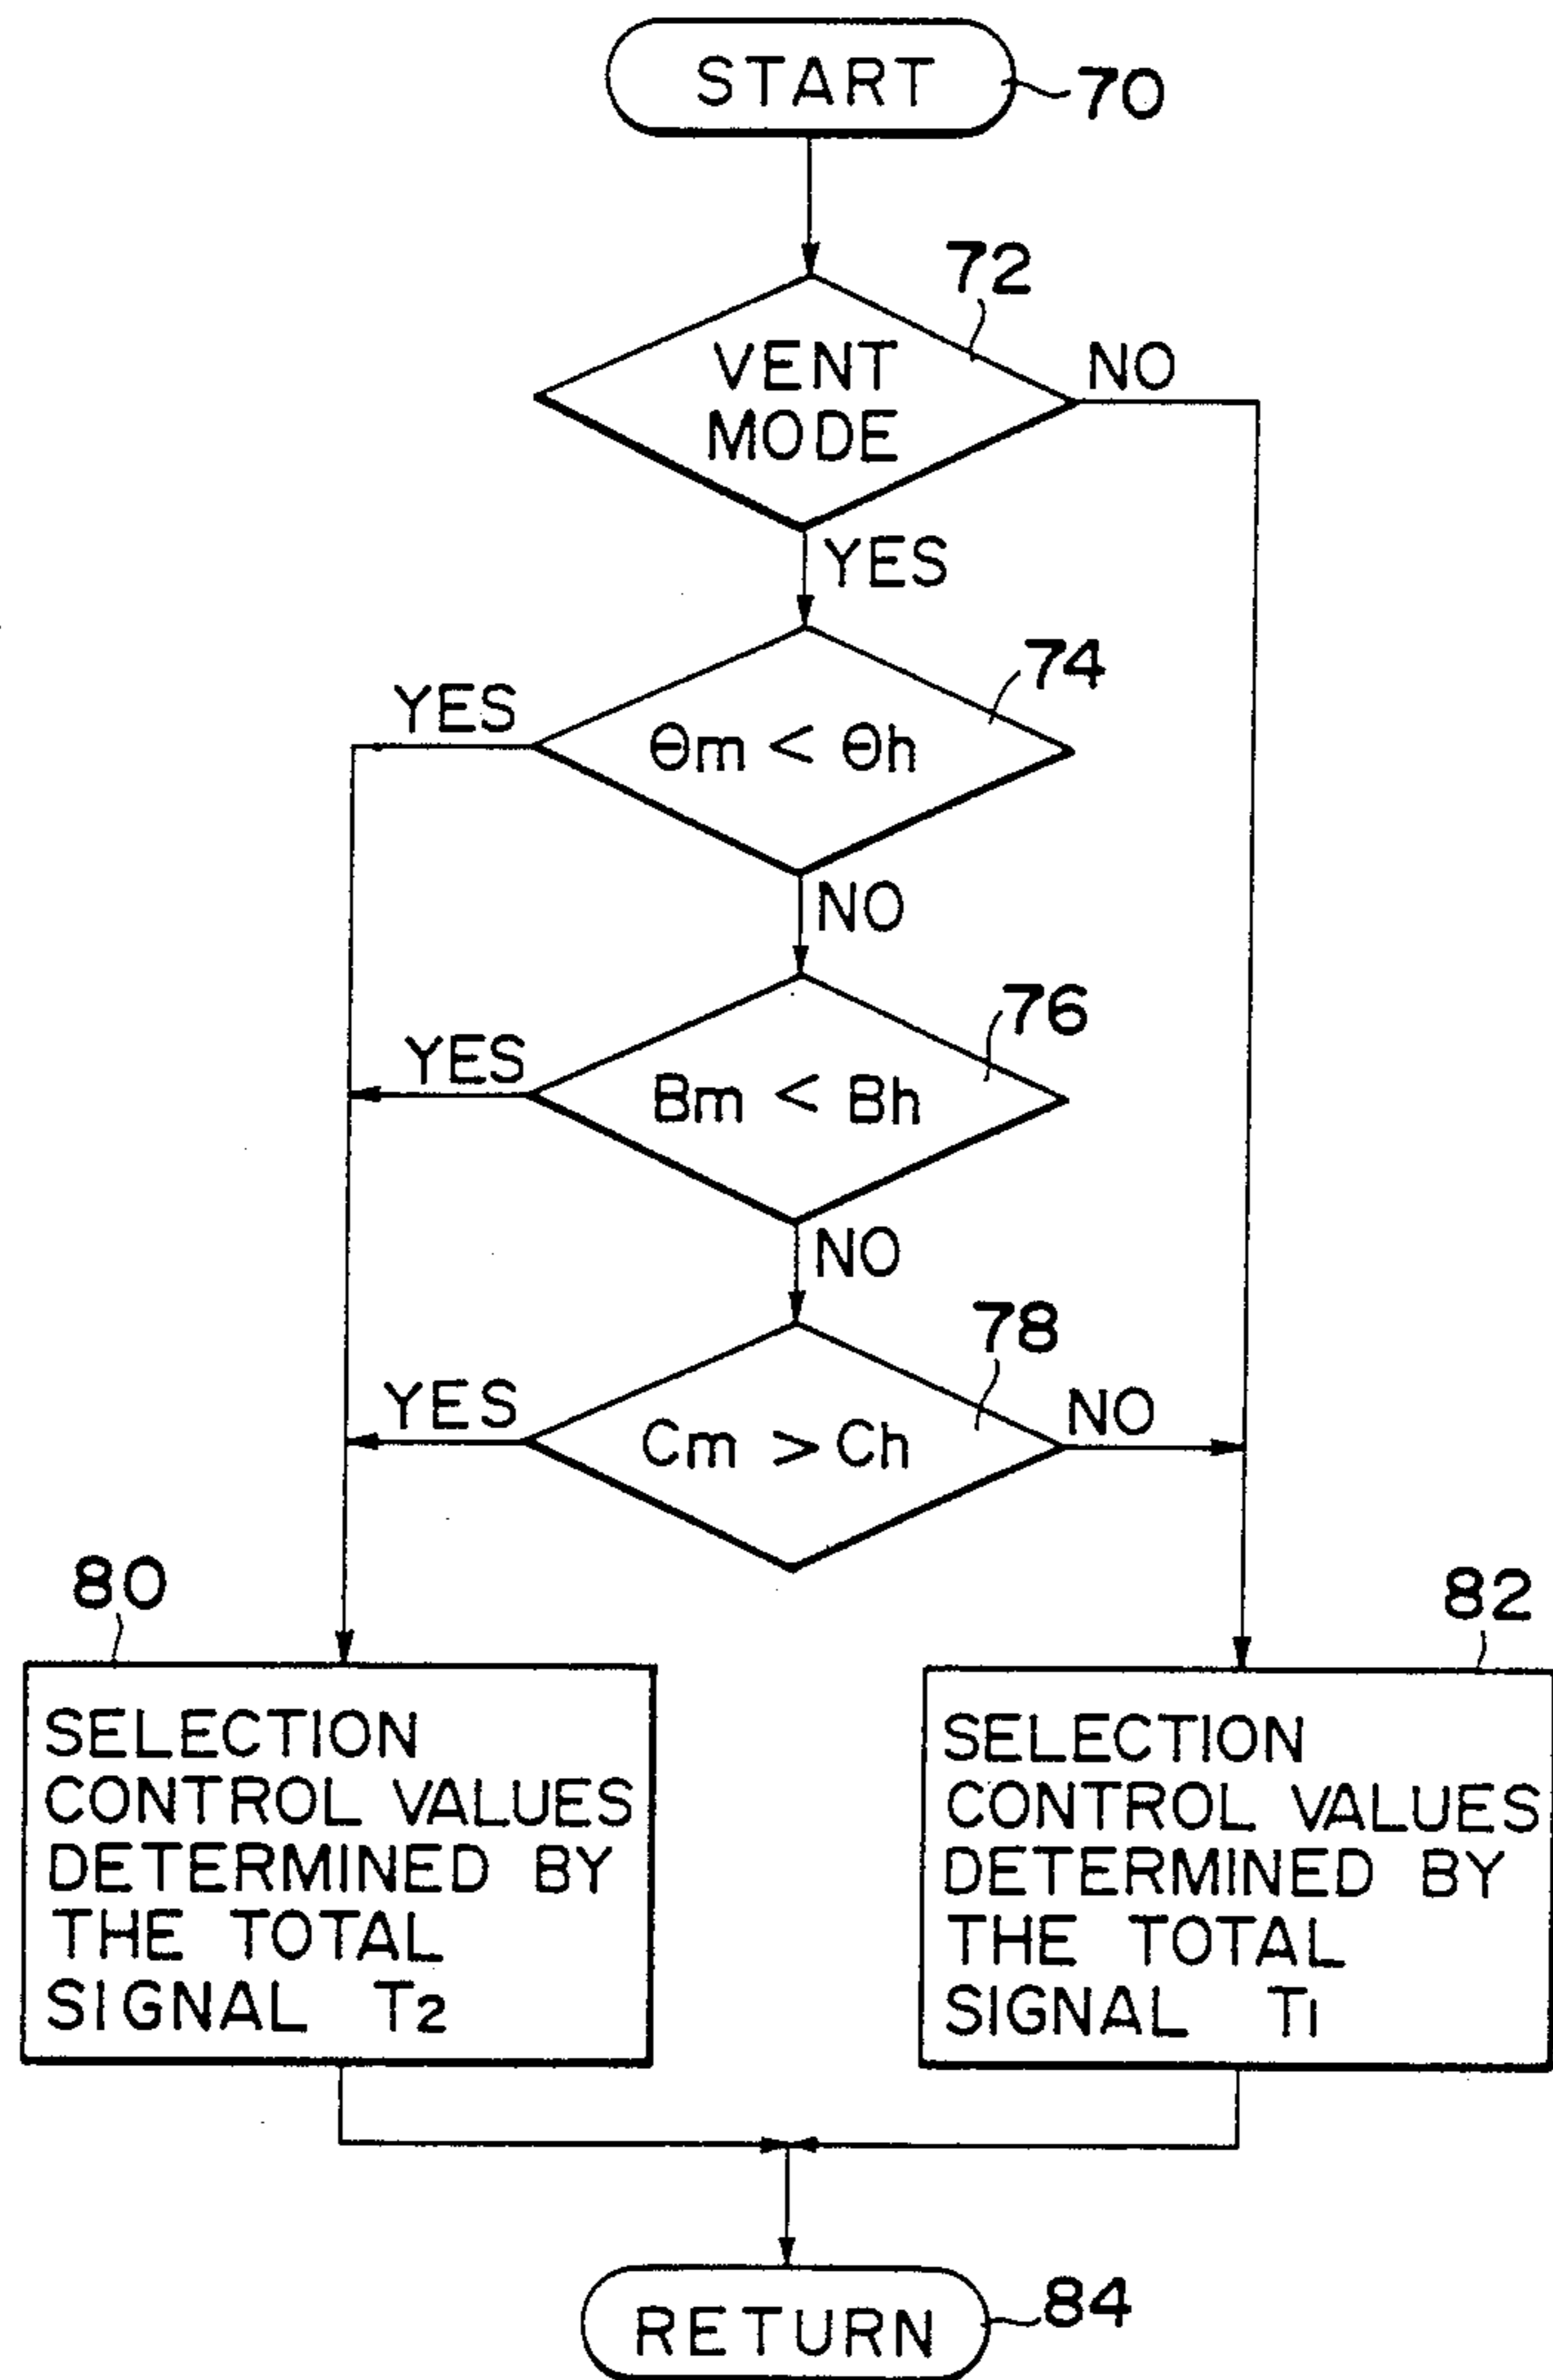 START
70
72
VENT
MODE
NO
YES
74
YES
Θm < Θh
NO
76
YES
Bm < Bh
NO
78
YES
Cm > Ch
NO
80
82
SELECTION
CONTROL VALUES
DETERMINED BY
THE TOTAL
SIGNAL T2
SELECTION
CONTROL VALUES
DETERMINED BY
THE TOTAL
SIGNAL T1
RETURN
84